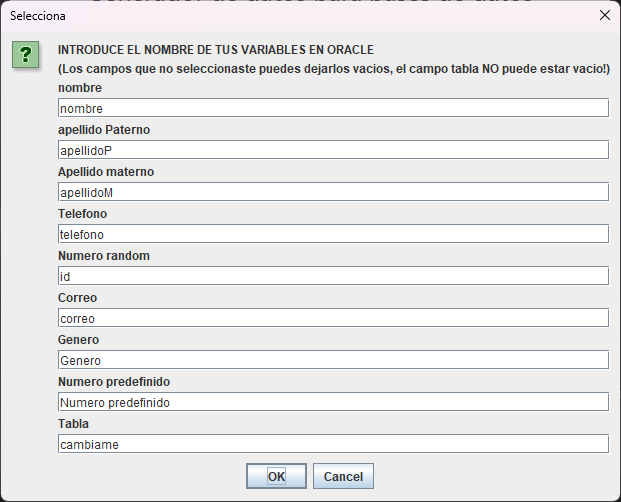 Selecciona
INTRODUCE EL NOMBRE DE TUS VARIABLES EN ORACLE
(Los campos que no seleccionaste puedes dejarlos vacios, el campo tabla NO puede estar vacio!)
nombre
nombre
apellido Paterno
apellidoP
Apellido materno
apellidoM
Telefono
telefono
Numero random
id
Correo
correo
Genero
Genero
Numero predefinido
Numero predefinido
Tabla
cambiame
OK Cancel